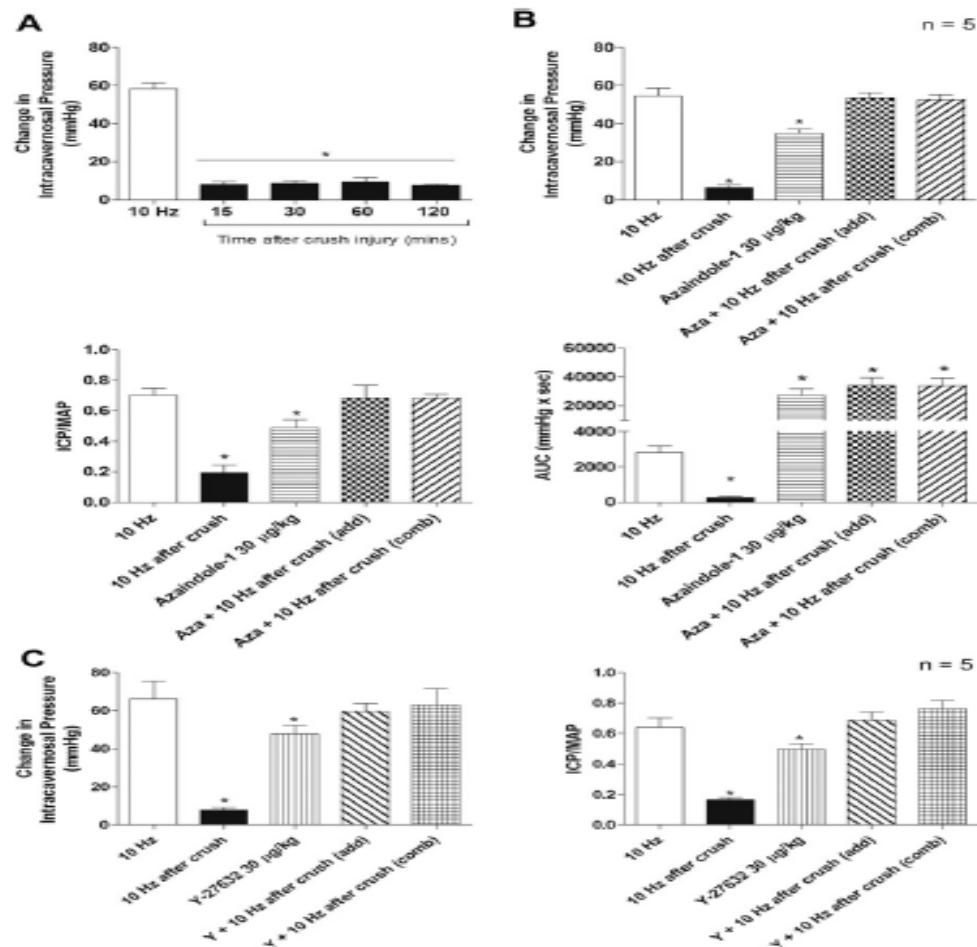 A
Change in
Intracavernosal Pressure
(mmHg)
80
60
40
20
0
*
10 Hz 15 30 60 120
Time after crush injury (mins)
B
n = 5
Change in
Intracavernosal Pressure
(mmHg)
80
60
40
20
0
*
*
10 Hz
10 Hz after crush
Azaindole-1 30 µg/kg
Aza + 10 Hz after crush (add)
Aza + 10 Hz after crush (comb)
ICP/MAP
1.0
0.8
0.6
0.4
0.2
0.0
*
*
10 Hz
10 Hz after crush
Azaindole-1 30 µg/kg
Aza + 10 Hz after crush (add)
Aza + 10 Hz after crush (comb)
AUC (mmHg x sec)
60000
40000
20000
4000
2000
0
*
*
*
*
10 Hz
10 Hz after crush
Azaindole-1 30 µg/kg
Aza + 10 Hz after crush (add)
Aza + 10 Hz after crush (comb)
C
Change in
Intracavernosal Pressure
(mmHg)
80
60
40
20
0
*
*
10 Hz
10 Hz after crush
Y-27632 30 µg/kg
Y + 10 Hz after crush (add)
Y + 10 Hz after crush (comb)
n = 5
ICP/MAP
1.0
0.8
0.6
0.4
0.2
0.0
*
*
10 Hz
10 Hz after crush
Y-27632 30 µg/kg
Y + 10 Hz after crush (add)
Y + 10 Hz after crush (comb)